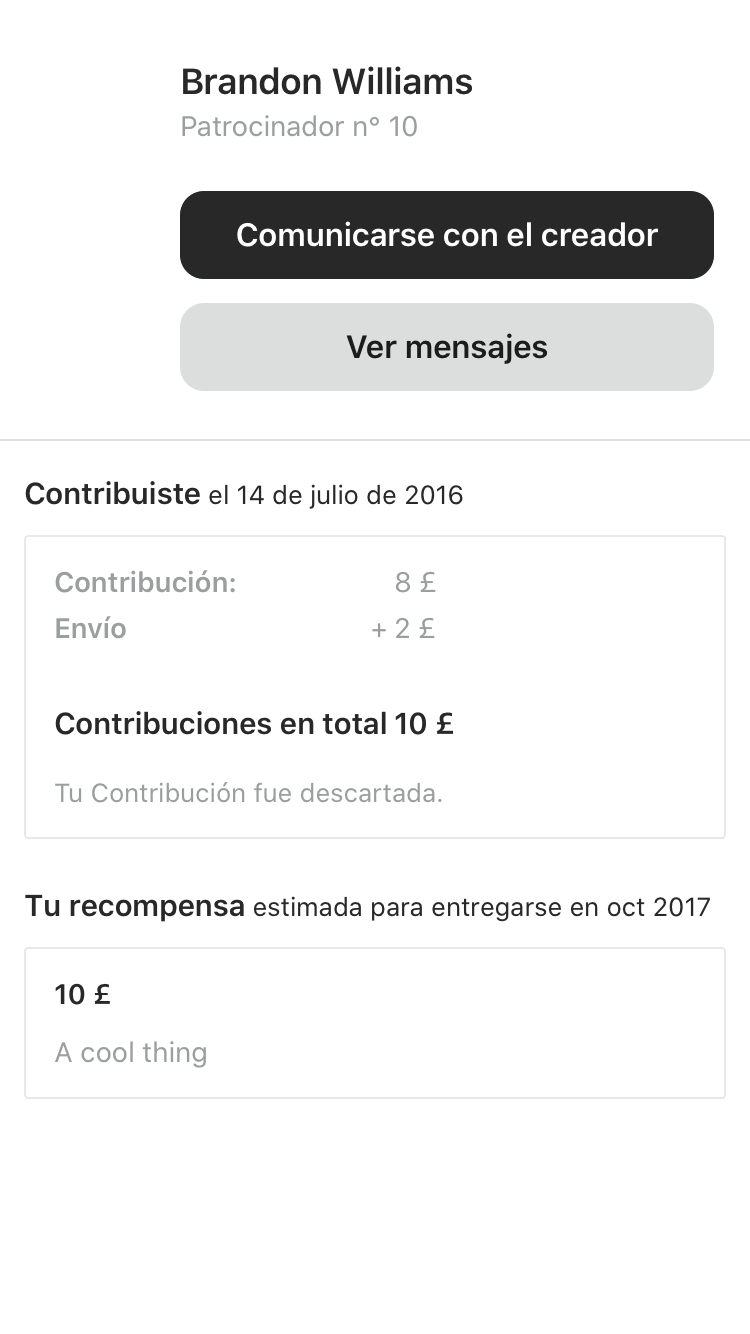 Brandon Williams
Patrocinador n° 10
Comunicarse con el creador
Ver mensajes
Contribuiste el 14 de julio de 2016
Contribución: 8 £
Envío + 2 £
Contribuciones en total 10 £
Tu Contribución fue descartada.
Tu recompensa estimada para entregarse en oct 2017
10 £
A cool thing